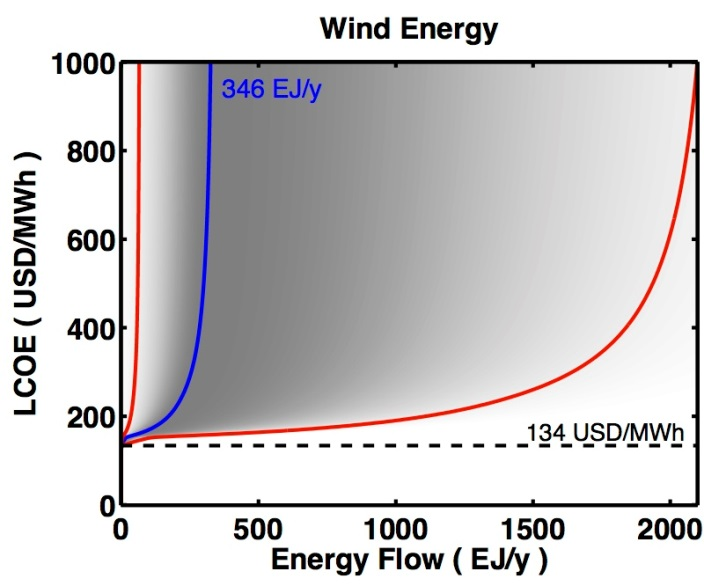 Wind Energy
1000
346 EJ/y
800
LCOE ( USD/MWh )
600
400
200
134 USD/MWh
0
0 500 1000 1500 2000
Energy Flow ( EJ/y )